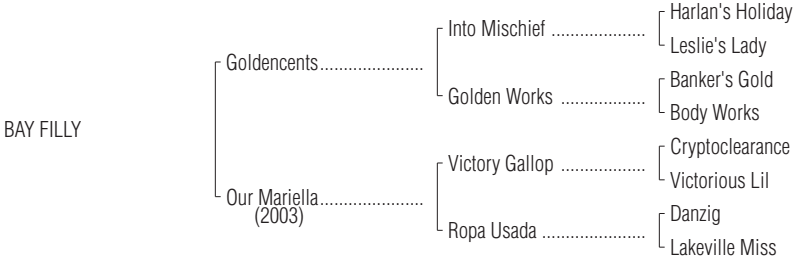 Harlan's Holiday
Into Mischief ....................
Leslie's Lady
Goldencents......................
Banker's Gold
Golden Works ..................
Body Works
BAY FILLY
Cryptoclearance
Victory Gallop ..................
Victorious Lil
Our Mariella......................
(2003)
Danzig
Ropa Usada ......................
Lakeville Miss